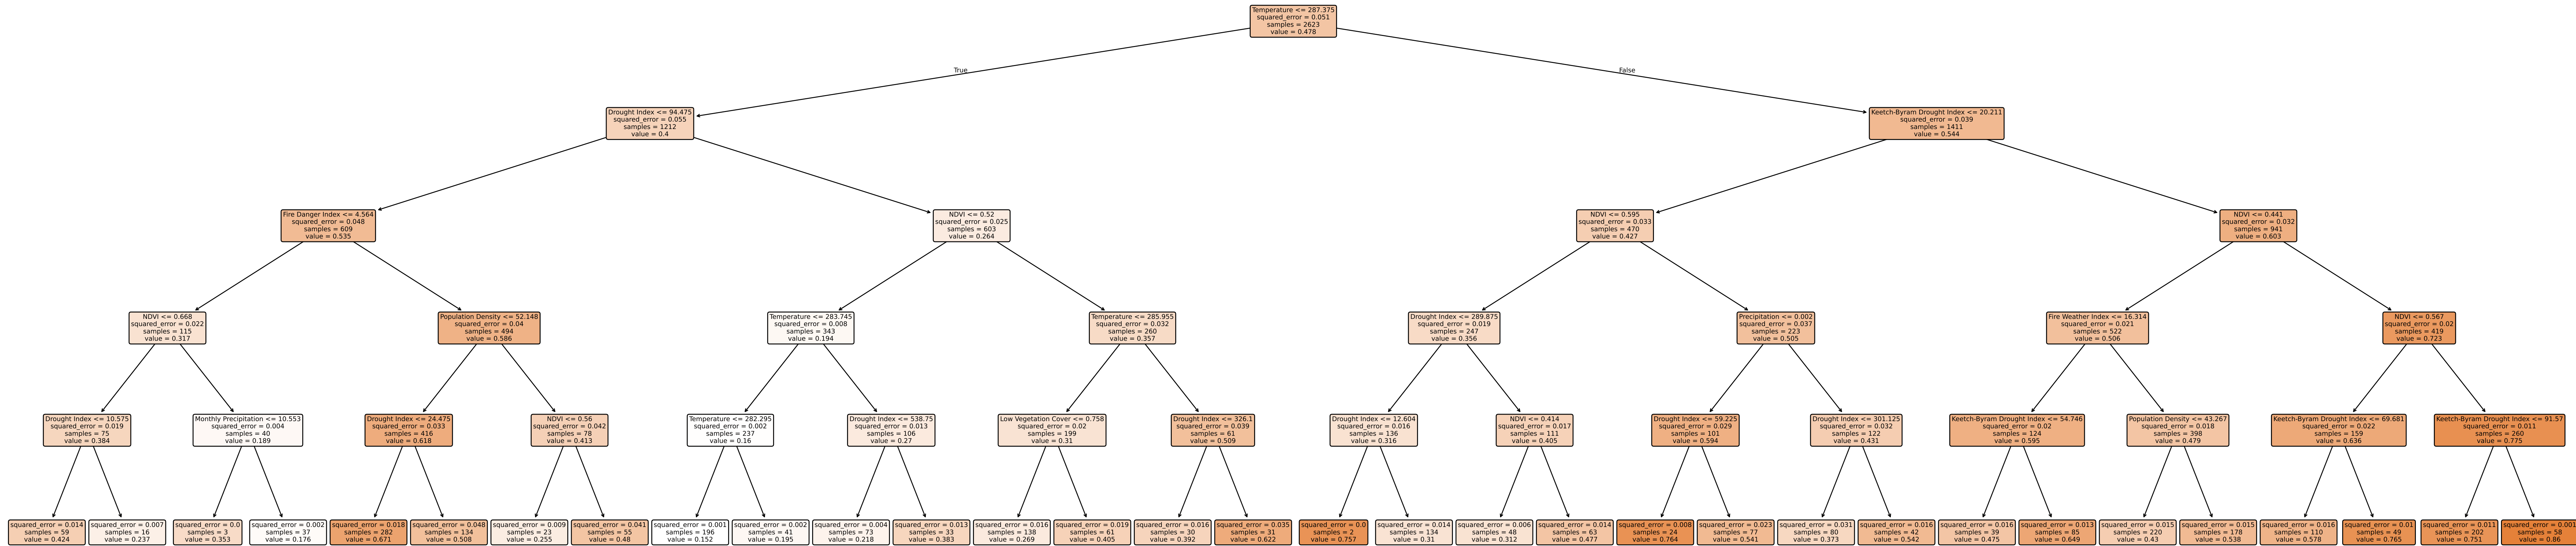 Temperature <= 287.375
squared_error = 0.051
samples = 2623
value = 0.478
True
False
Drought Index <= 94.475
squared_error = 0.055
samples = 1212
value = 0.4
Keetch-Byram Drought Index <= 20.211
squared_error = 0.039
samples = 1411
value = 0.544
Fire Danger Index <= 4.564
squared_error = 0.048
samples = 609
value = 0.535
NDVI <= 0.52
squared_error = 0.025
samples = 603
value = 0.264
NDVI <= 0.595
squared_error = 0.033
samples = 470
value = 0.427
NDVI <= 0.441
squared_error = 0.032
samples = 941
value = 0.603
NDVI <= 0.668
squared_error = 0.022
samples = 115
value = 0.317
Population Density <= 52.148
squared_error = 0.04
samples = 494
value = 0.586
Temperature <= 283.745
squared_error = 0.008
samples = 343
value = 0.194
Temperature <= 285.955
squared_error = 0.032
samples = 260
value = 0.357
Drought Index <= 289.875
squared_error = 0.019
samples = 247
value = 0.356
Precipitation <= 0.002
squared_error = 0.037
samples = 223
value = 0.505
Fire Weather Index <= 16.314
squared_error = 0.021
samples = 522
value = 0.506
NDVI <= 0.567
squared_error = 0.02
samples = 419
value = 0.723
Drought Index <= 10.575
squared_error = 0.019
samples = 75
value = 0.384
Monthly Precipitation <= 10.553
squared_error = 0.004
samples = 40
value = 0.189
Drought Index <= 24.475
squared_error = 0.033
samples = 416
value = 0.618
NDVI <= 0.56
squared_error = 0.042
samples = 78
value = 0.413
Temperature <= 282.295
squared_error = 0.002
samples = 237
value = 0.16
Drought Index <= 538.75
squared_error = 0.013
samples = 106
value = 0.27
Low Vegetation Cover <= 0.758
squared_error = 0.02
samples = 199
value = 0.31
Drought Index <= 326.1
squared_error = 0.039
samples = 61
value = 0.509
Drought Index <= 12.604
squared_error = 0.016
samples = 136
value = 0.316
NDVI <= 0.414
squared_error = 0.017
samples = 111
value = 0.405
Drought Index <= 59.225
squared_error = 0.029
samples = 101
value = 0.594
Drought Index <= 301.125
squared_error = 0.032
samples = 122
value = 0.431
Keetch-Byram Drought Index <= 54.746
squared_error = 0.02
samples = 124
value = 0.595
Population Density <= 43.267
squared_error = 0.018
samples = 398
value = 0.479
Keetch-Byram Drought Index <= 69.681
squared_error = 0.022
samples = 159
value = 0.636
Keetch-Byram Drought Index <= 91.57
squared_error = 0.011
samples = 260
value = 0.775
squared_error = 0.014
samples = 59
value = 0.424
squared_error = 0.007
samples = 16
value = 0.237
squared_error = 0.0
samples = 3
value = 0.353
squared_error = 0.002
samples = 37
value = 0.176
squared_error = 0.018
samples = 282
value = 0.671
squared_error = 0.048
samples = 134
value = 0.508
squared_error = 0.009
samples = 23
value = 0.255
squared_error = 0.041
samples = 55
value = 0.48
squared_error = 0.001
samples = 196
value = 0.152
squared_error = 0.002
samples = 41
value = 0.195
squared_error = 0.004
samples = 73
value = 0.218
squared_error = 0.013
samples = 33
value = 0.383
squared_error = 0.016
samples = 138
value = 0.269
squared_error = 0.019
samples = 61
value = 0.405
squared_error = 0.016
samples = 30
value = 0.392
squared_error = 0.035
samples = 31
value = 0.622
squared_error = 0.0
samples = 2
value = 0.757
squared_error = 0.014
samples = 134
value = 0.31
squared_error = 0.006
samples = 48
value = 0.312
squared_error = 0.014
samples = 63
value = 0.477
squared_error = 0.008
samples = 24
value = 0.764
squared_error = 0.023
samples = 77
value = 0.541
squared_error = 0.031
samples = 80
value = 0.373
squared_error = 0.016
samples = 42
value = 0.542
squared_error = 0.016
samples = 39
value = 0.475
squared_error = 0.013
samples = 85
value = 0.649
squared_error = 0.015
samples = 220
value = 0.43
squared_error = 0.015
samples = 178
value = 0.538
squared_error = 0.016
samples = 110
value = 0.578
squared_error = 0.01
samples = 49
value = 0.765
squared_error = 0.011
samples = 202
value = 0.751
squared_error = 0.001
samples = 58
value = 0.86